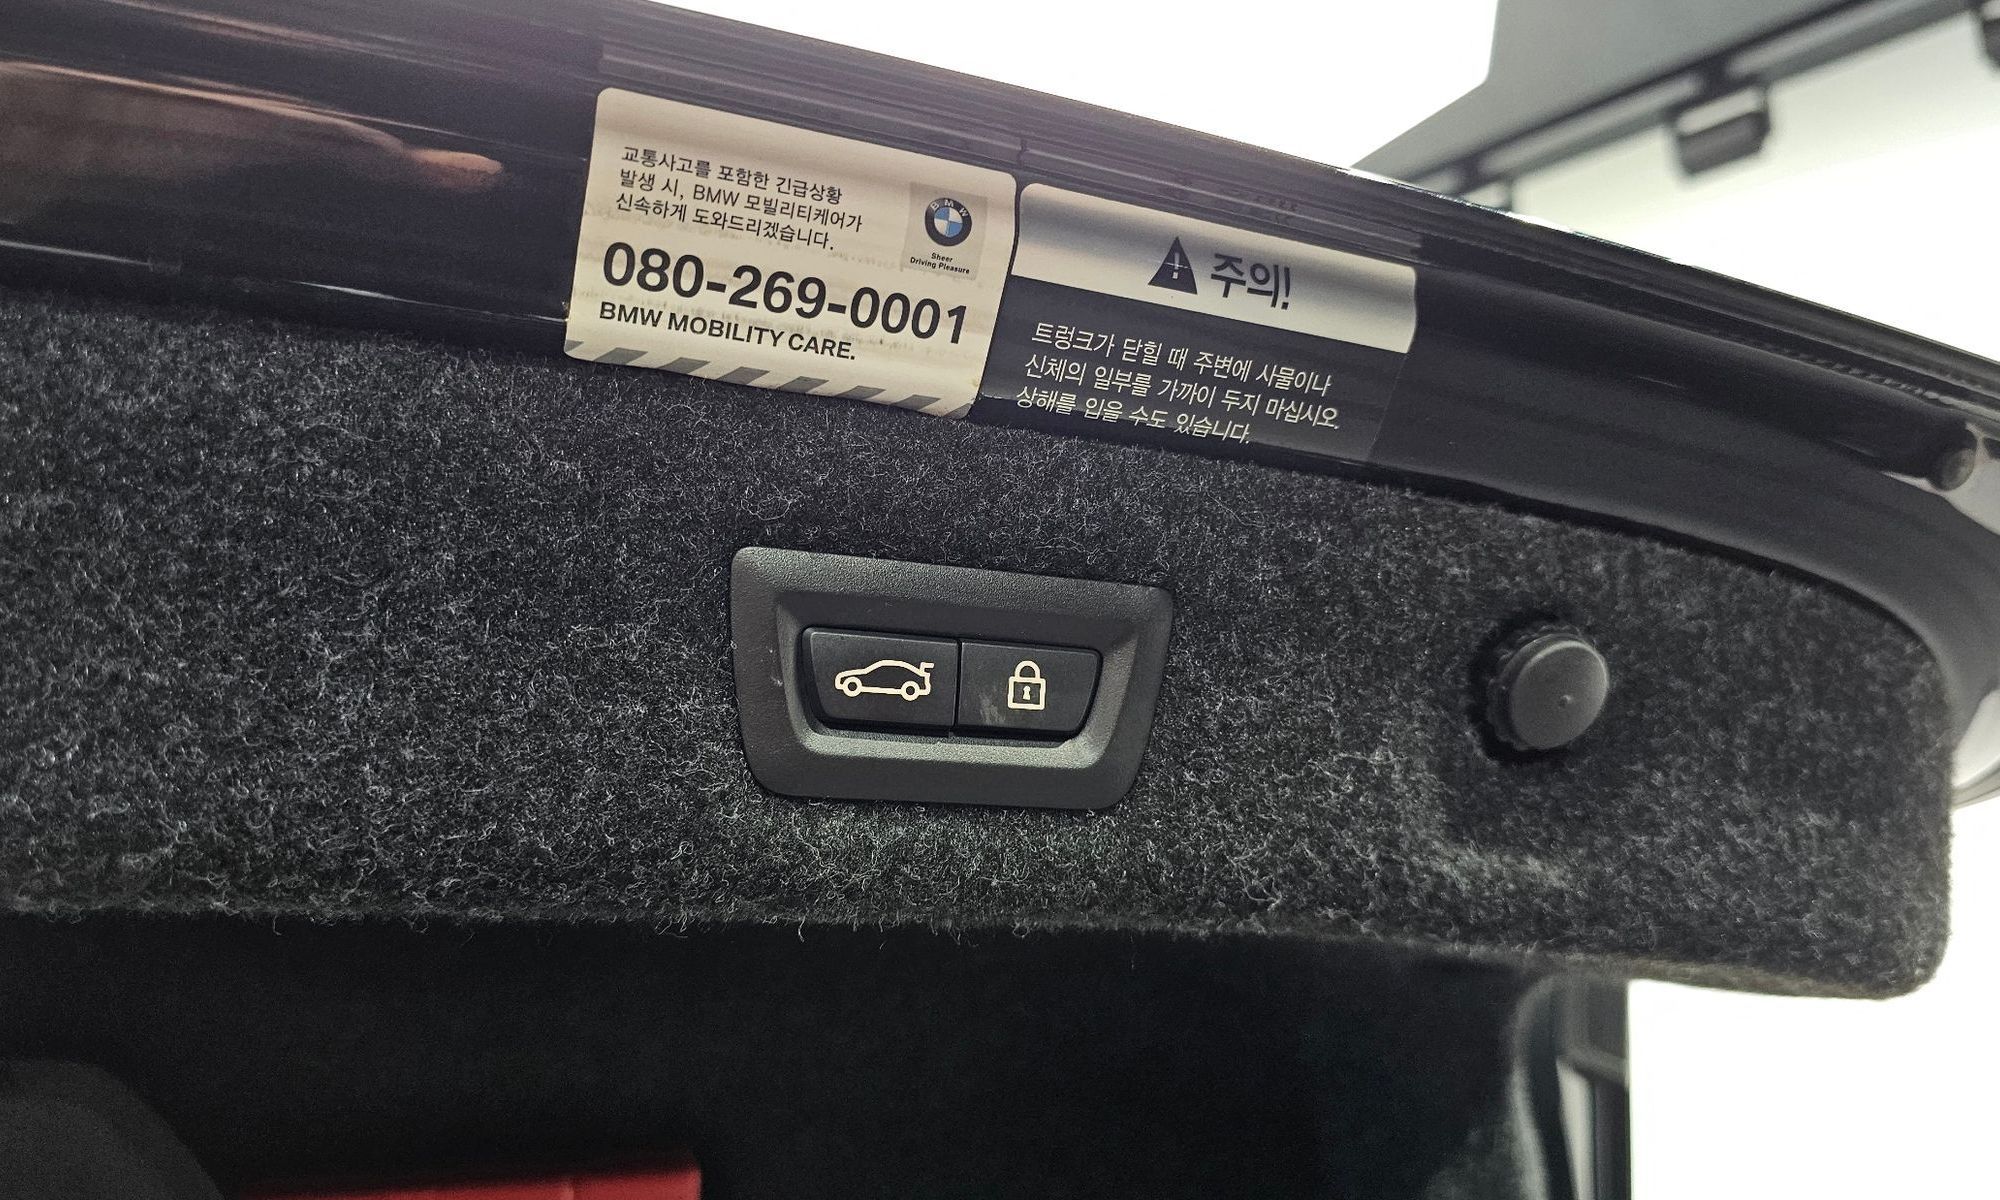 교통사고를 포함한 긴급상황
발생 시, BMW 모빌리티케어가
신속하게 도와드리겠습니다.
BMW
Sheer
Driving Pleasure
080-269-0001
BMW MOBILITY CARE.
주의!
트렁크가 닫힐 때 주변에 사물이나
신체의 일부를 가까이 두지 마십시오.
상해를 입을 수도 있습니다.